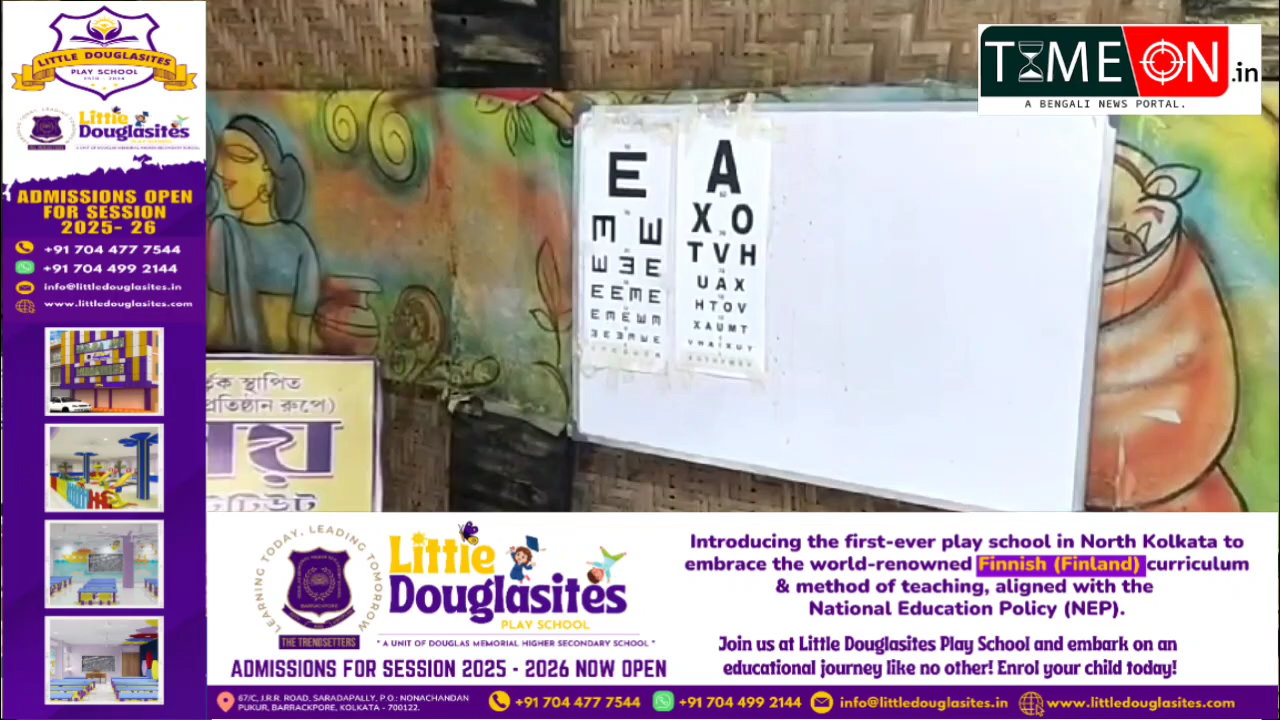 LITTLE DOUGLASITES
PLAY SCHOOL
Little
Douglasites
PLAY SCHOOL
ADMISSIONS OPEN
FOR SESSION
2025- 26
+91 704 477 7544
+91 704 499 2144
info@littledouglasites.in
www.littledouglasites.com
TIMEON.in
A BENGALI NEWS PORTAL.
E
A
X O
T V H
U A X
H T O V
X A U M T
স্থাপিত
প্রতিষ্ঠান রুপে)
LEARNING TODAY, LEADING TOMORROW
THE TRENDSETTERS
Little
Douglasites
PLAY SCHOOL
" A UNIT OF DOUGLAS MEMORIAL HIGHER SECONDARY SCHOOL "
ADMISSIONS FOR SESSION 2025 - 2026 NOW OPEN
Introducing the first-ever play school in North Kolkata to
embrace the world-renowned Finnish (Finland) curriculum
& method of teaching, aligned with the
National Education Policy (NEP).
Join us at Little Douglasites Play School and embark on an
educational journey like no other! Enrol your child today!
67/C, J.R.R. ROAD, SARADAPALLY, P.O.: NONACHANDAN
PUKUR, BARRACKPORE, KOLKATA - 700122.
+91 704 477 7544
+91 704 499 2144
info@littledouglasites.in
www.littledouglasites.com